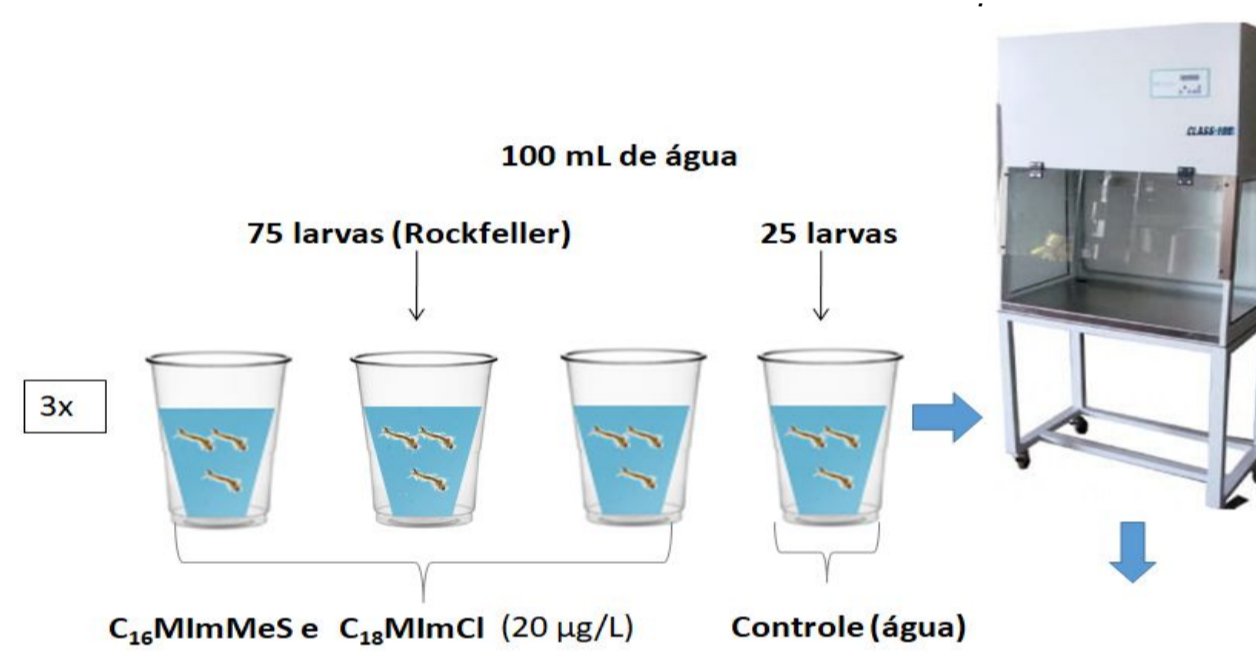 100 mL de água
75 larvas (Rockfeller)
25 larvas
3x
C₁₆MImMeS e C₁₈MImCl (20 µg/L)
Controle (água)